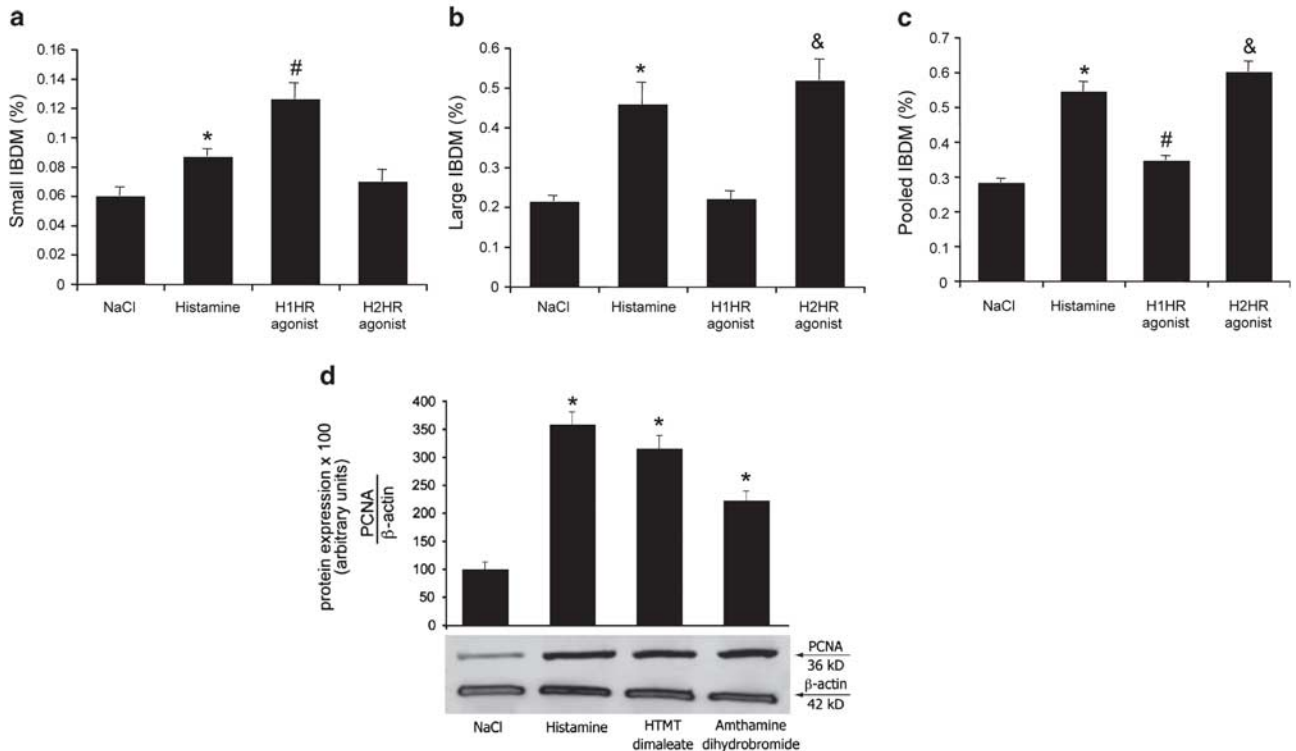 a
Small IBDM (%)
0.16
0.14
0.12
0.1
0.08
0.06
0.04
0.02
0
*
#
NaCl
Histamine
H1HR
agonist
H2HR
agonist
b
Large IBDM (%)
0.6
0.5
0.4
0.3
0.2
0.1
0
*
&
NaCl
Histamine
H1HR
agonist
H2HR
agonist
c
Pooled IBDM (%)
0.7
0.6
0.5
0.4
0.3
0.2
0.1
0
*
#
&
NaCl
Histamine
H1HR
agonist
H2HR
agonist
d
protein expression x 100
(arbitrary units)
PCNA
β-actin
400
350
300
250
200
150
100
50
0
*
*
*
PCNA
36 kD
β-actin
42 kD
NaCl
Histamine
HTMT
dimaleate
Amthamine
dihydrobromide